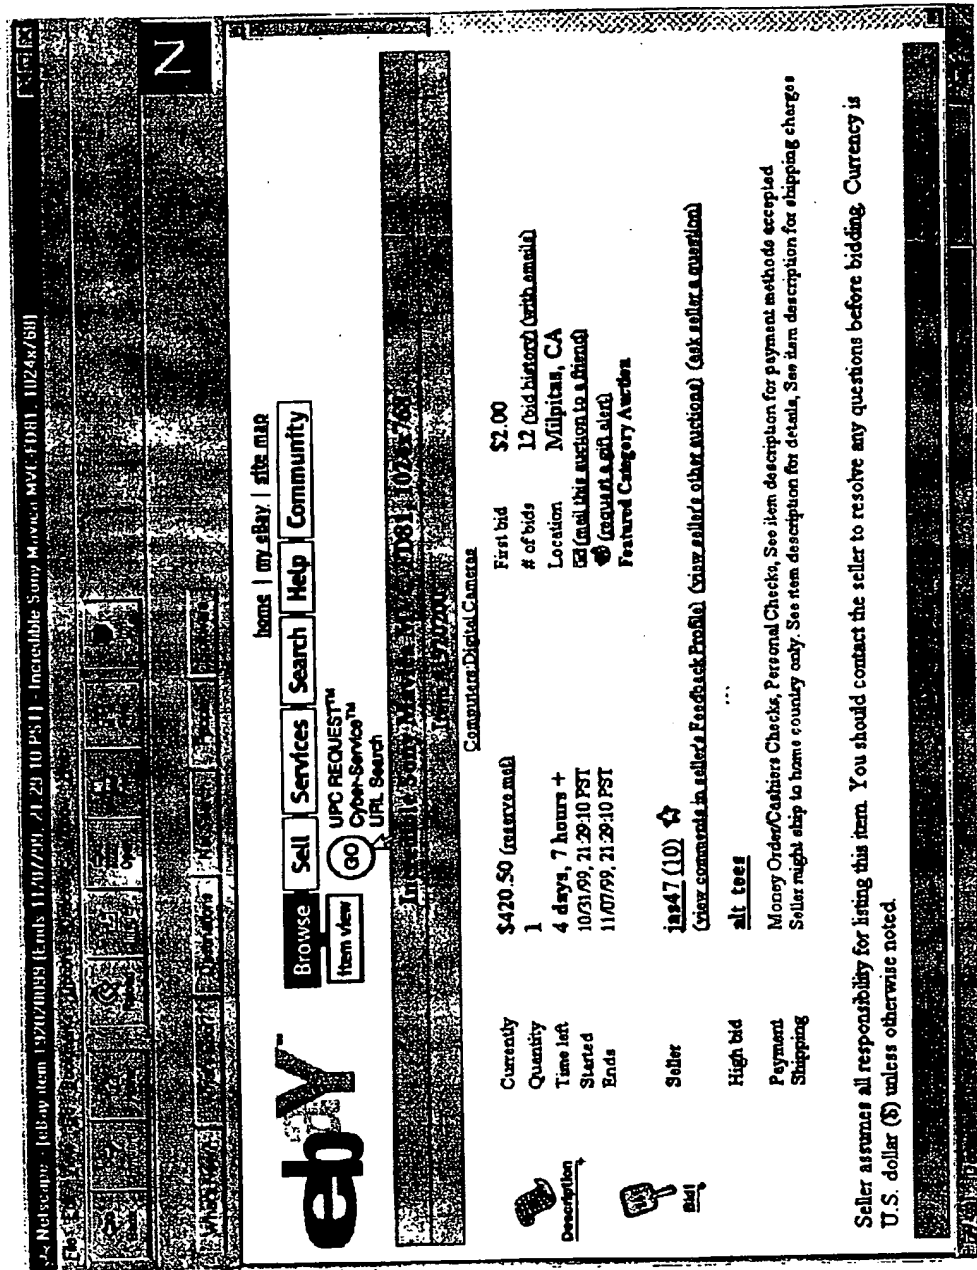 Netscape - [eBay item 192020099 (Ends 11/07/99, 21:29:10 PST) - Incredible Sony Mavica MVC-FD81, 1024x768]
N
home | my eBay | site map
ebaY™
Browse Sell Services Search Help Community
Item view
GO
UPC REQUEST™
Cyber-Service™
URL Search
Incredible Sony Mavica MVC-FD81, 1024x768
Computers:Digital Cameras
Description
Currently $420.50 (reserve met) First bid $2.00
Quantity 1 # of bids 12 (bid history) (with emails)
Time left 4 days, 7 hours + Location Milpitas, CA
Started 10/31/99, 21:29:10 PST (mail this auction to a friend)
Ends 11/07/99, 21:29:10 PST (request a gift alert)
Featured Category Auction
Bid!
Seller jas47 (10)
(view comments in seller's Feedback Profile) (view seller's other auctions) (ask seller a question)
High bid alt tees
Payment Money Order/Cashiers Checks, Personal Checks, See item description for payment methods accepted
Shipping Seller might ship to home country only. See item description for details, See item description for shipping charges
Seller assumes all responsibility for listing this item. You should contact the seller to resolve any questions before bidding. Currency is
U.S. dollar ($) unless otherwise noted.